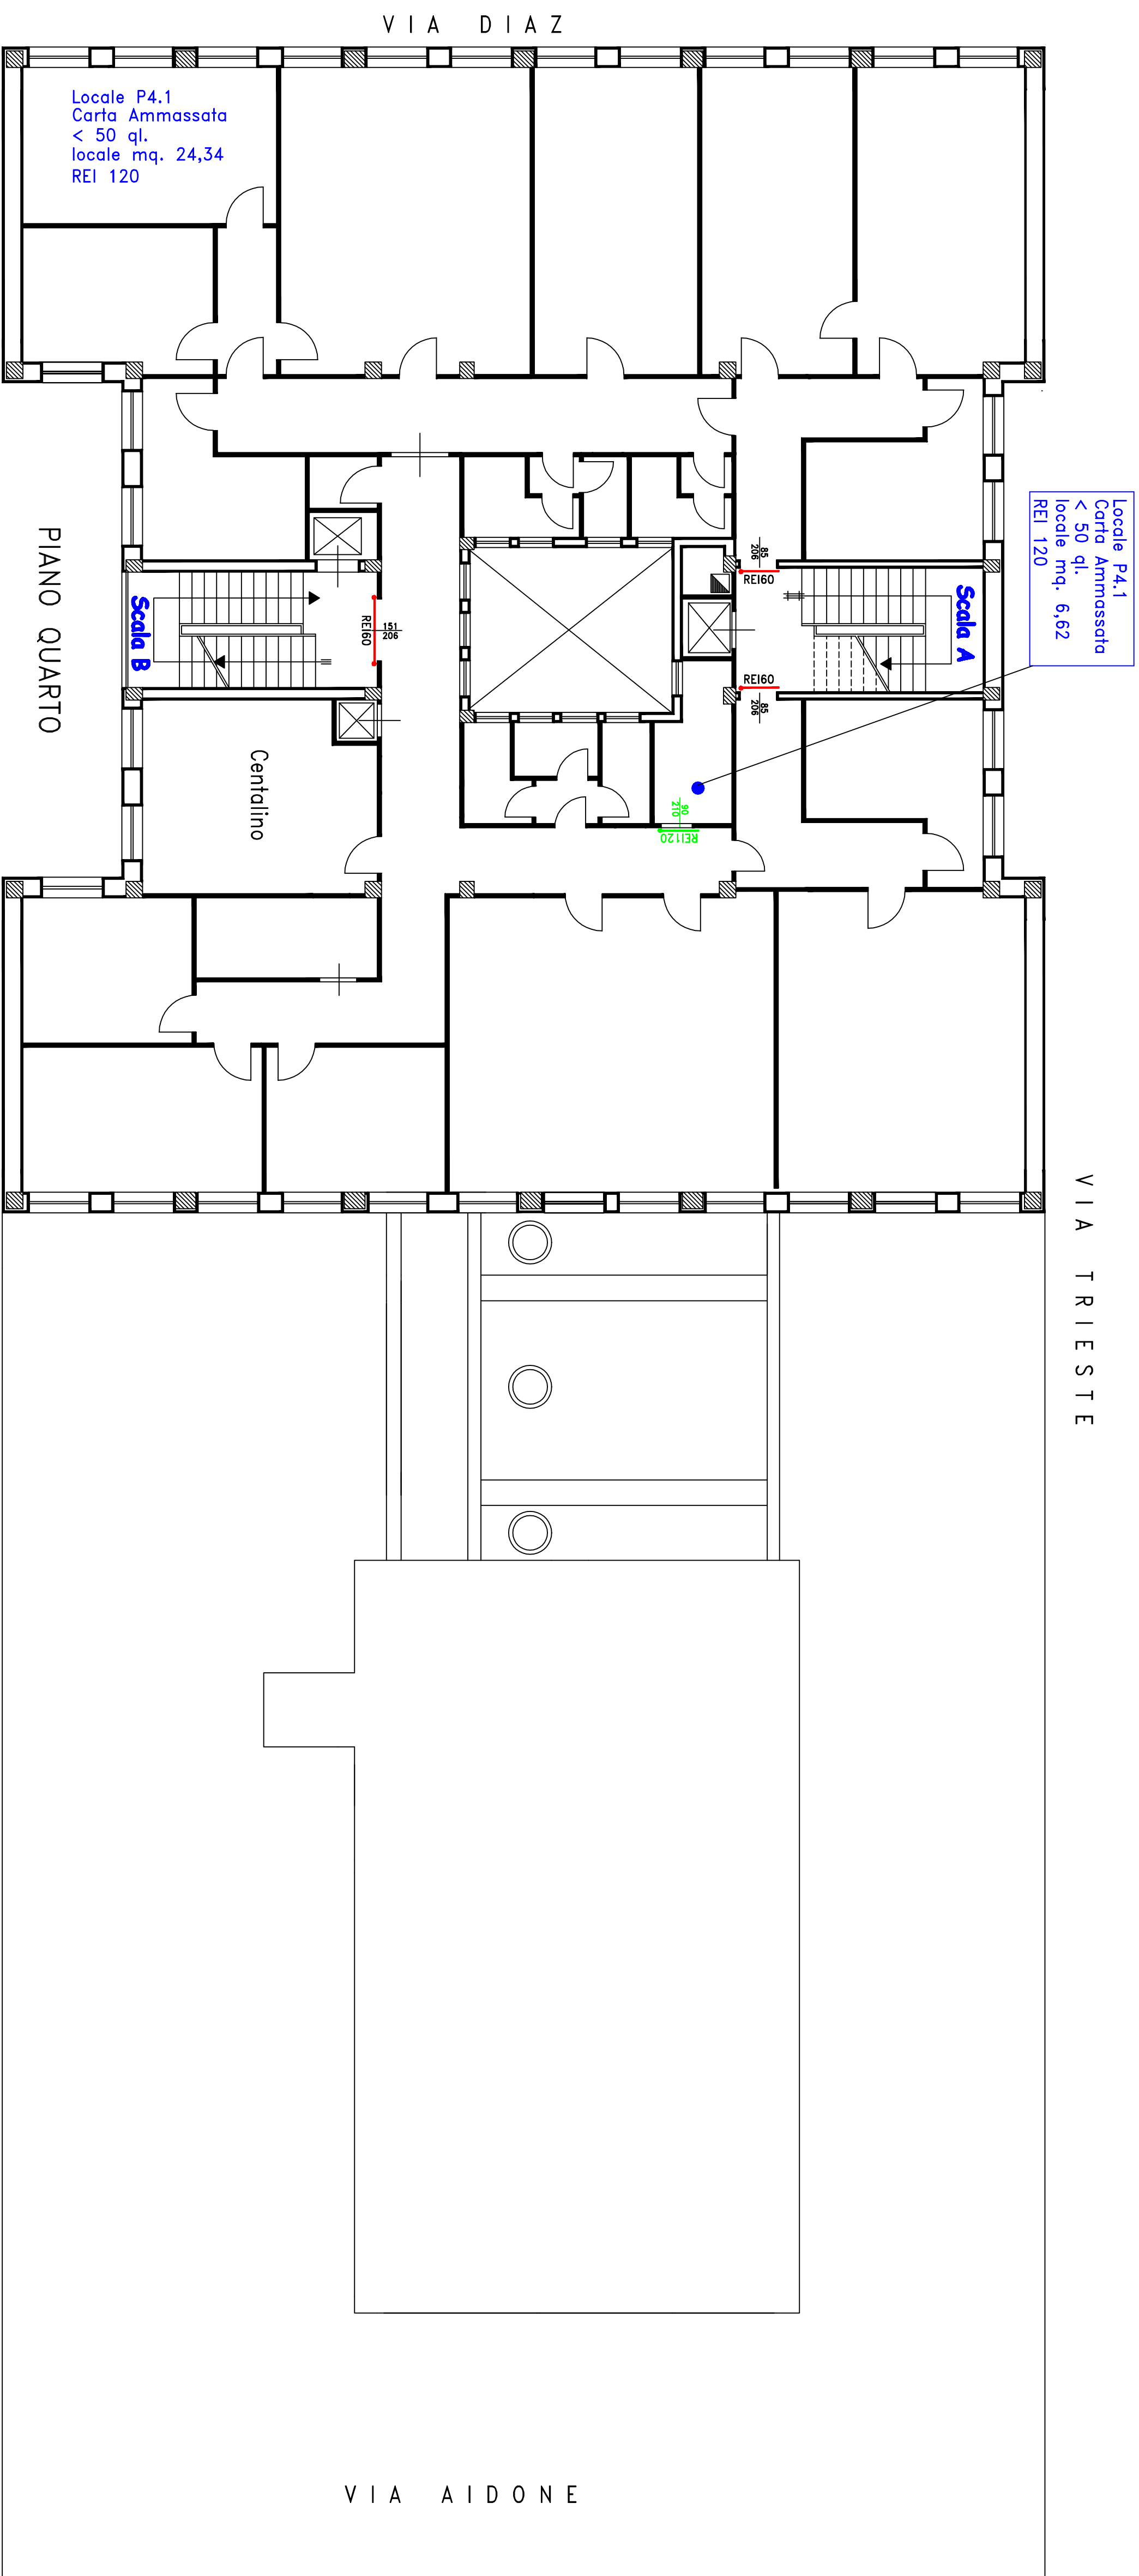 VIA DIAZ
Locale P4.1
Carta Ammassata
< 50 ql.
locale mq. 24,34
REI 120
Locale P4.1
Carta Ammassata
< 50 ql.
locale mq. 6,62
REI 120
PIANO QUARTO
Scala B
REI60
151
206
85
206
REI60
Scala A
REI60
85
206
Centalino
90
210
REI120
VIA TRIESTE
VIA AIDONE